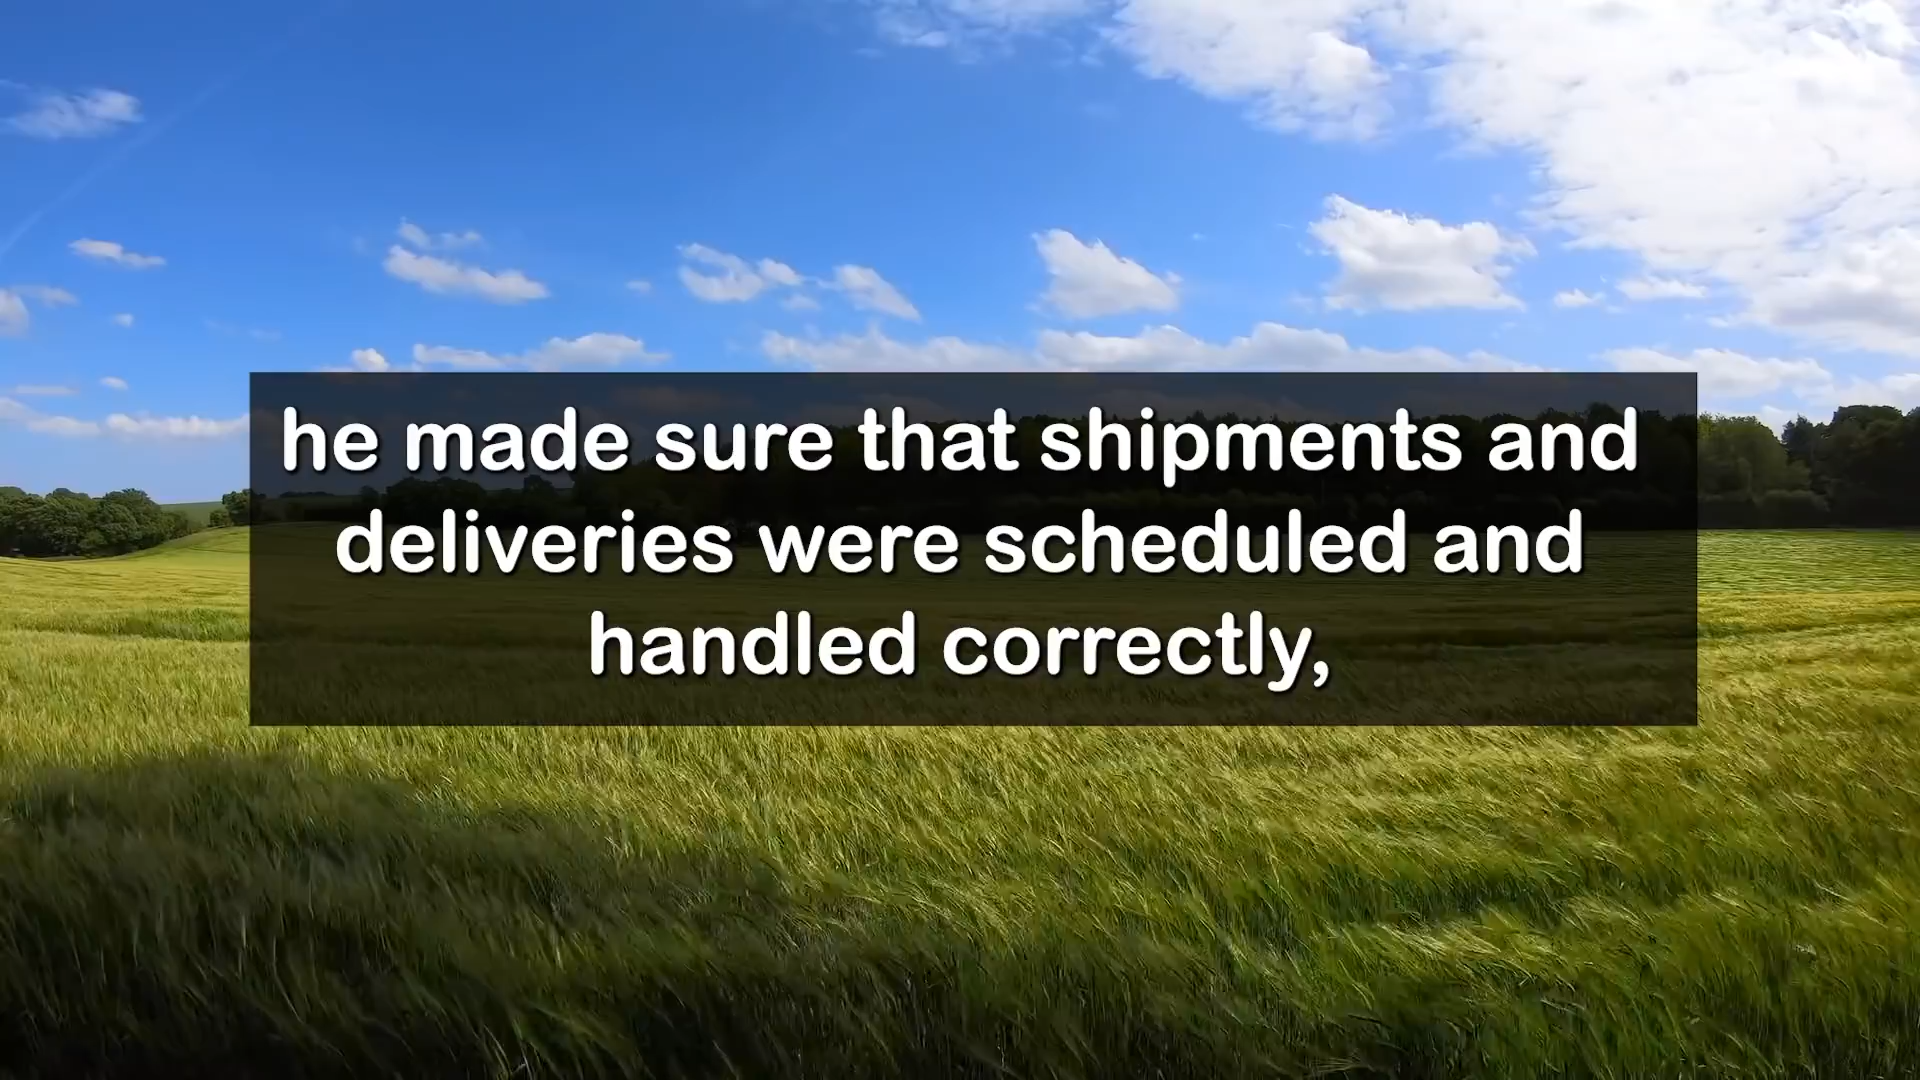 he made sure that shipments and
deliveries were scheduled and
handled correctly,